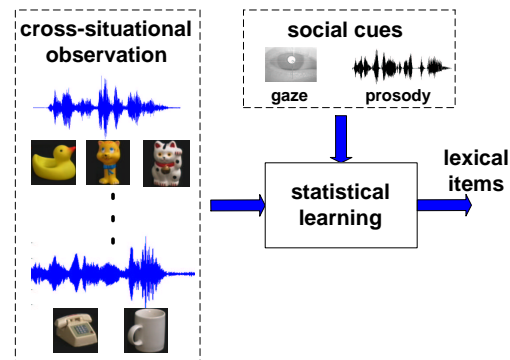 cross-situational
observation
social cues
gaze prosody
statistical
learning
lexical
items